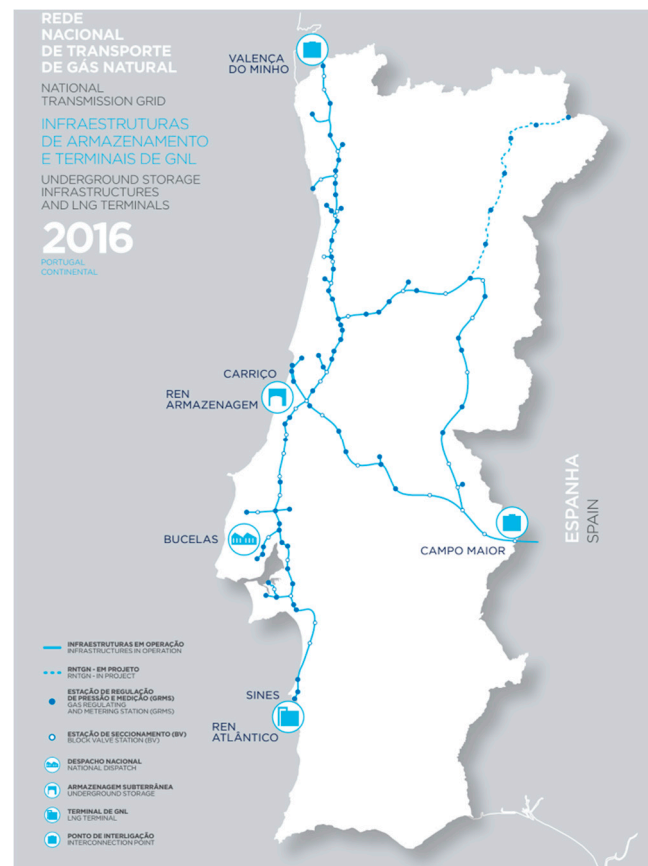 REDE
NACIONAL
DE TRANSPORTE
DE GÁS NATURAL
NATIONAL
TRANSMISSION GRID
INFRAESTRUTURAS
DE ARMAZENAMENTO
E TERMINAIS DE GNL
UNDERGROUND STORAGE
INFRASTRUCTURES
AND LNG TERMINALS
2016
PORTUGAL
CONTINENTAL
VALENÇA
DO MINHO
CARRIÇO
REN
ARMAZENAGEM
BUCELAS
CAMPO MAIOR
ESPANHA
SPAIN
SINES
REN
ATLÂNTICO
INFRAESTRUTURAS EM OPERAÇÃO
INFRASTRUCTURES IN OPERATION
RNTGN - EM PROJETO
RNTGN - IN PROJECT
ESTAÇÃO DE REGULAÇÃO
DE PRESSÃO E MEDIÇÃO (GRMS)
GAS REGULATING
AND METERING STATION (GRMS)
ESTAÇÃO DE SECCIONAMENTO (BV)
BLOCK VALVE STATION (BV)
DESPACHO NACIONAL
NATIONAL DISPATCH
ARMAZENAGEM SUBTERRÂNEA
UNDERGROUND STORAGE
TERMINAL DE GNL
LNG TERMINAL
PONTO DE INTERLIGAÇÃO
INTERCONNECTION POINT